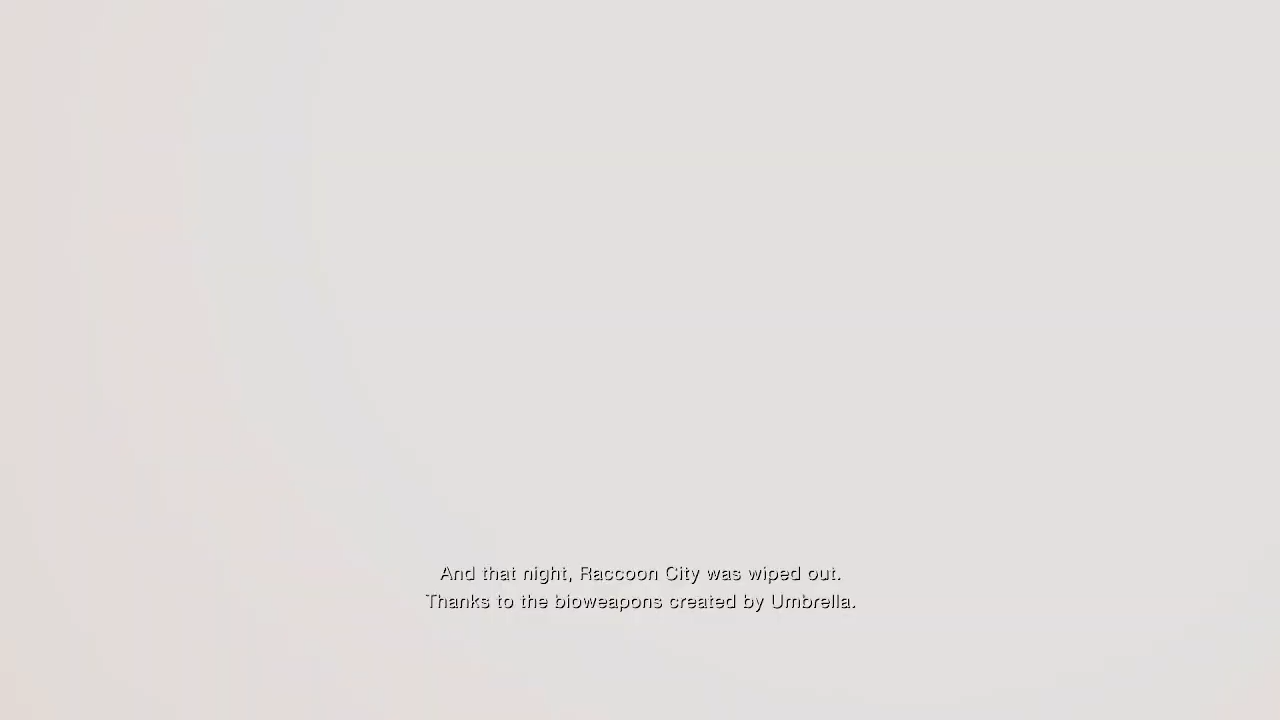 And that night, Raccoon City was wiped out.
Thanks to the bioweapons created by Umbrella.